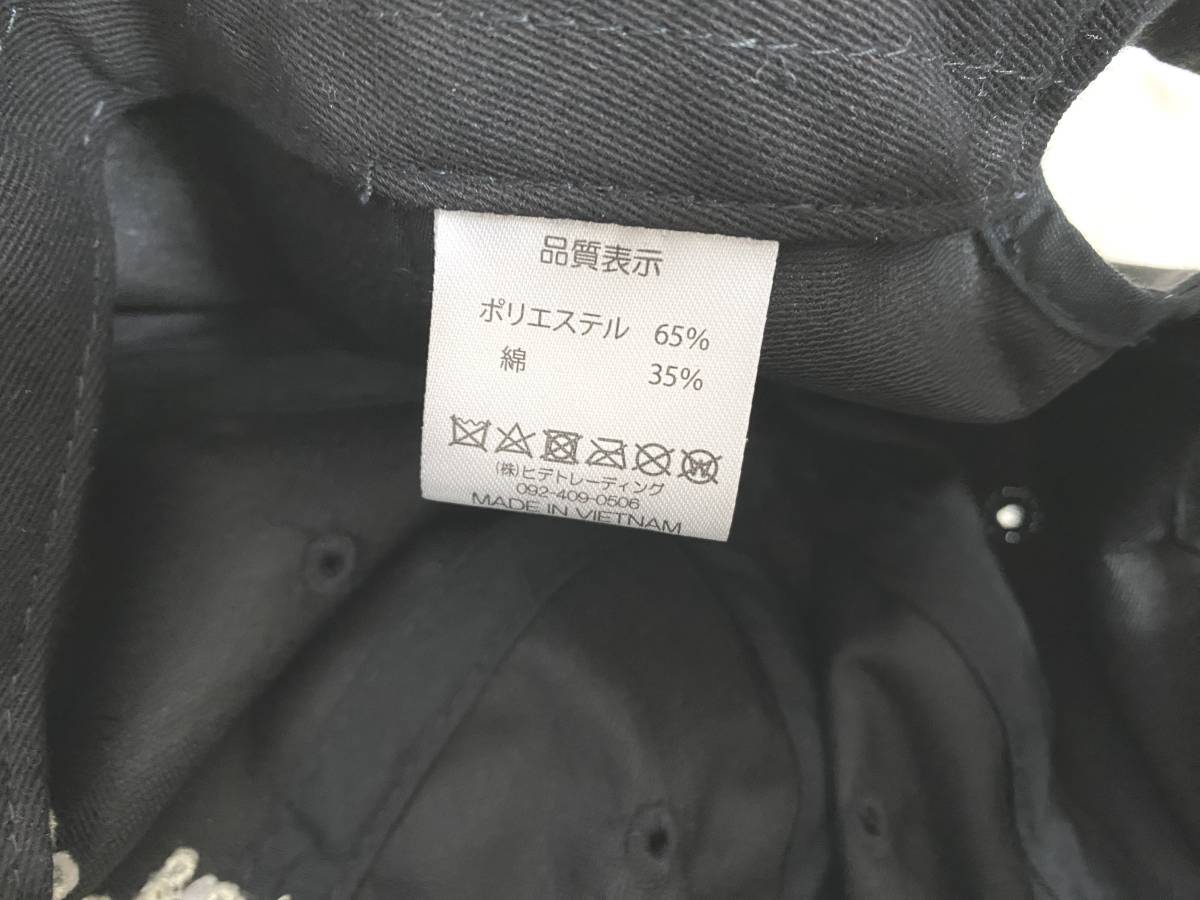 品質表示
ポリエステル 65%
綿 35%
W
(株)ヒデトレーディング
092-409-0506
MADE IN VIETNAM